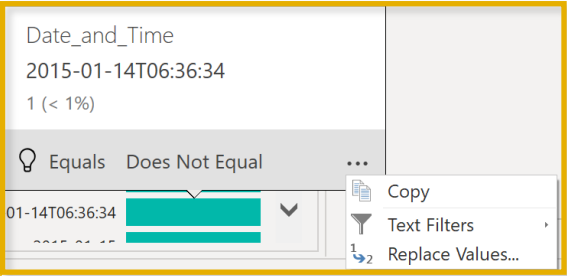 Date_and_Time
2015-01-14T06:36:34
1 (< 1%)
Equals Does Not Equal ...
01-14T06:36:34
Copy
Text Filters
Replace Values...